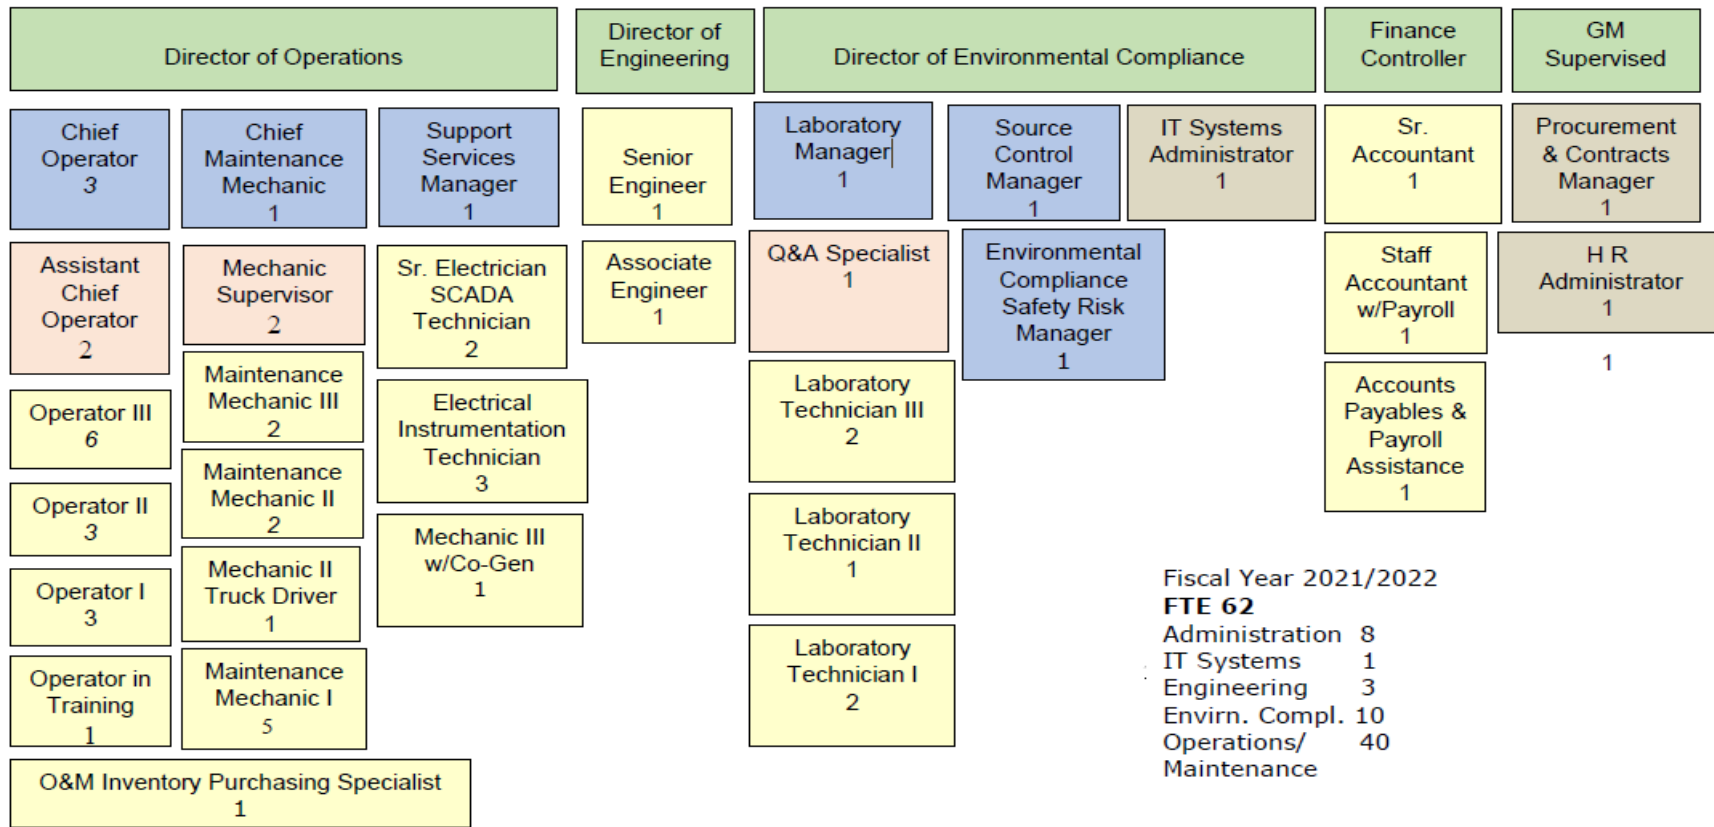 Director of Operations
Director of
Engineering
Director of Environmental Compliance
Finance
Controller
GM
Supervised
Chief
Operator
3
Chief
Maintenance
Mechanic
1
Support
Services
Manager
1
Senior
Engineer
1
Laboratory
Manager
1
Source
Control
Manager
1
IT Systems
Administrator
1
Sr.
Accountant
1
Procurement
& Contracts
Manager
1
Assistant
Chief
Operator
2
Mechanic
Supervisor
2
Sr. Electrician
SCADA
Technician
2
Associate
Engineer
1
Q&A Specialist
1
Environmental
Compliance
Safety Risk
Manager
1
Staff
Accountant
w/Payroll
1
H R
Administrator
1
1
Operator III
6
Maintenance
Mechanic III
2
Electrical
Instrumentation
Technician
3
Laboratory
Technician III
2
Accounts
Payables &
Payroll
Assistance
1
Operator II
3
Maintenance
Mechanic II
2
Mechanic III
w/Co-Gen
1
Laboratory
Technician II
1
Operator I
3
Mechanic II
Truck Driver
1
Laboratory
Technician I
2
Operator in
Training
1
Maintenance
Mechanic I
5
O&M Inventory Purchasing Specialist
1
Fiscal Year 2021/2022
FTE 62
Administration 8
IT Systems 1
Engineering 3
Envirn. Compl. 10
Operations/ 40
Maintenance